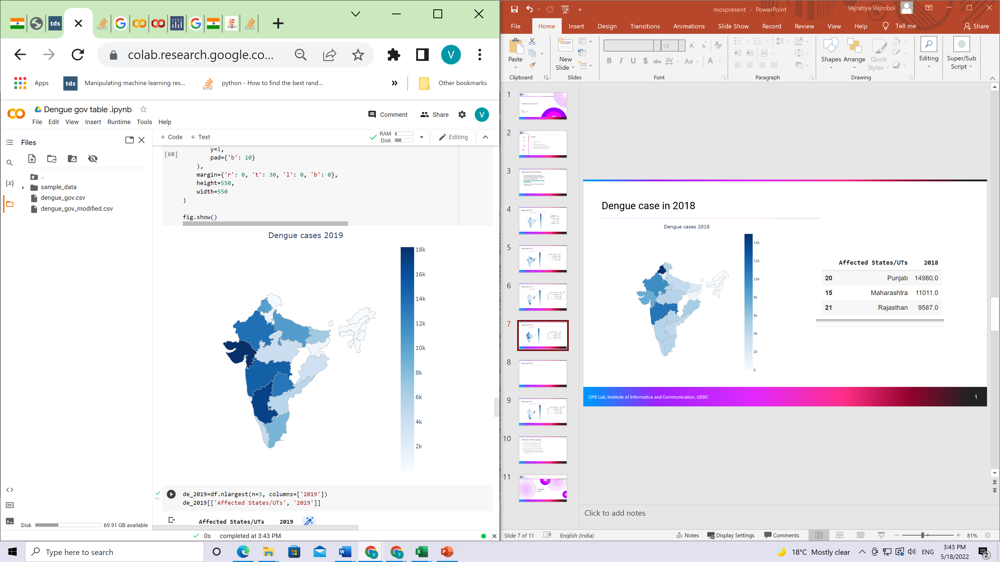 tds
colab.research.google.co...
V
Apps
tds
Manipulating machine learning res...
python - How to find the best rand...
»
Other bookmarks
Dengue gov table .ipynb
Comment
Share
V
File Edit View Insert Runtime Tools Help
Files
+ Code + Text
RAM
Disk
Editing
..
sample_data
dengue_gov.csv
dengue_gov_modified.csv
{x}
[68]
y=1,
pad={'b': 10}
),
margin={'r': 0, 't': 30, 'l': 0, 'b': 0},
height=550,
width=550
)
fig.show()
Dengue cases 2019
18k
16k
14k
12k
10k
8k
6k
4k
2k
0s
de_2019=df.nlargest(n=3, columns=['2019'])
de_2019[['Affected States/UTs', '2019']]
Affected States/UTs 2019
Disk
69.91 GB available
0s completed at 3:43 PM
mospresent - PowerPoint
Vajratiya Vajrobol
File Home Insert Design Transitions Animations Slide Show Record Review View Help Tell me Share
Paste
New Slide
18
B I U S abc AV Aa A
Shapes Arrange Quick Styles
Editing
Super/Sub Script
Clipboard Slides Font Paragraph Drawing
1
2
3
4
5
6
7
8
9
10
11
Dengue case in 2018
Dengue cases 2018
14k
12k
10k
8k
6k
4k
2k
0
Affected States/UTs 2018
20 Punjab 14980.0
15 Maharashtra 11011.0
21 Rajasthan 9587.0
CPS Lab, Institute of Informatics and Communication, UDSC
1
Click to add notes
Slide 7 of 11
English (India)
Notes Display Settings Comments
81%
Type here to search
18°C Mostly clear
ENG
3:43 PM
5/18/2022
2